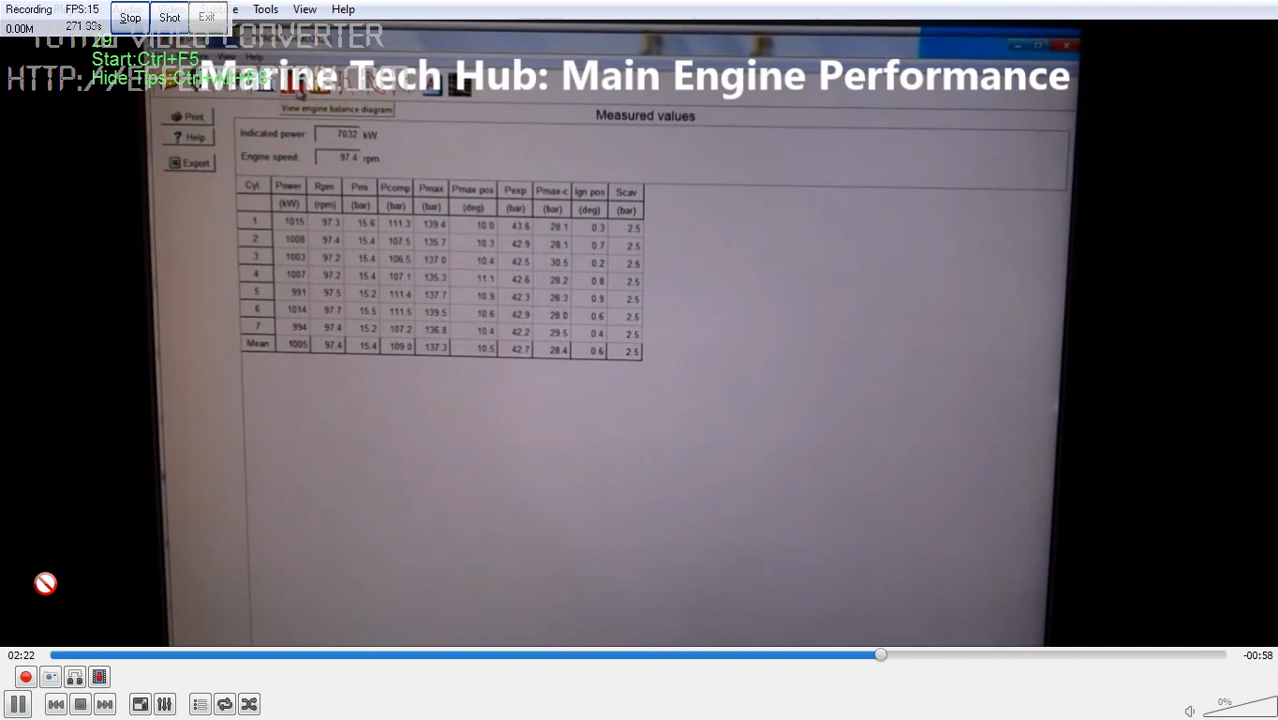 Recording FPS:15 Tools View Help
0.00M 271.93s Stop Shot Exit
VIDEO CONVERTER
Start:Ctrl+F5
Marine Tech Hub: Main Engine Performance
View engine balance diagram
Measured values
Print
Help
Export
Indicated power: 7032 kW
Engine speed: 97.4 rpm
Cyl. Power Rpm Pmi Pcomp Pmax Pmax pos Pexp Pmax-c Ign pos Scav
(kW) (rpm) (bar) (bar) (bar) (deg) (bar) (bar) (deg) (bar)
1 1015 97.3 15.6 111.3 139.4 10.0 43.6 28.1 0.3 2.5
2 1008 97.4 15.4 107.5 135.7 10.3 42.9 28.1 0.7 2.5
3 1003 97.2 15.4 106.5 137.0 10.4 42.5 30.5 0.2 2.5
4 1007 97.2 15.4 107.1 135.3 11.1 42.6 28.2 0.8 2.5
5 991 97.5 15.2 111.4 137.7 10.9 42.3 26.3 0.9 2.5
6 1014 97.7 15.5 111.5 139.5 10.6 42.9 28.0 0.6 2.5
7 994 97.4 15.2 107.2 136.8 10.4 42.2 29.5 0.4 2.5
Mean 1005 97.4 15.4 109.0 137.3 10.5 42.7 28.4 0.6 2.5
02:22 -00:58
0%